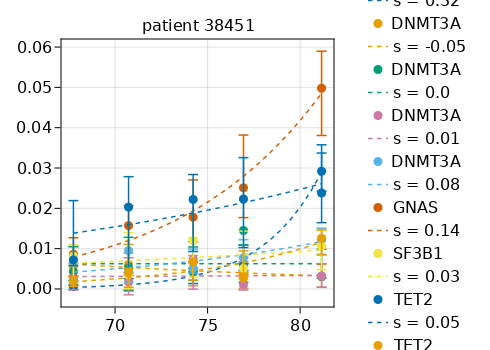 patient 38451
0.06
0.05
0.04
0.03
0.02
0.01
0.00
70
75
80
s = 0.32
DNMT3A
s = -0.05
DNMT3A
s = 0.0
DNMT3A
s = 0.01
DNMT3A
s = 0.08
GNAS
s = 0.14
SF3B1
s = 0.03
TET2
s = 0.05
TET2